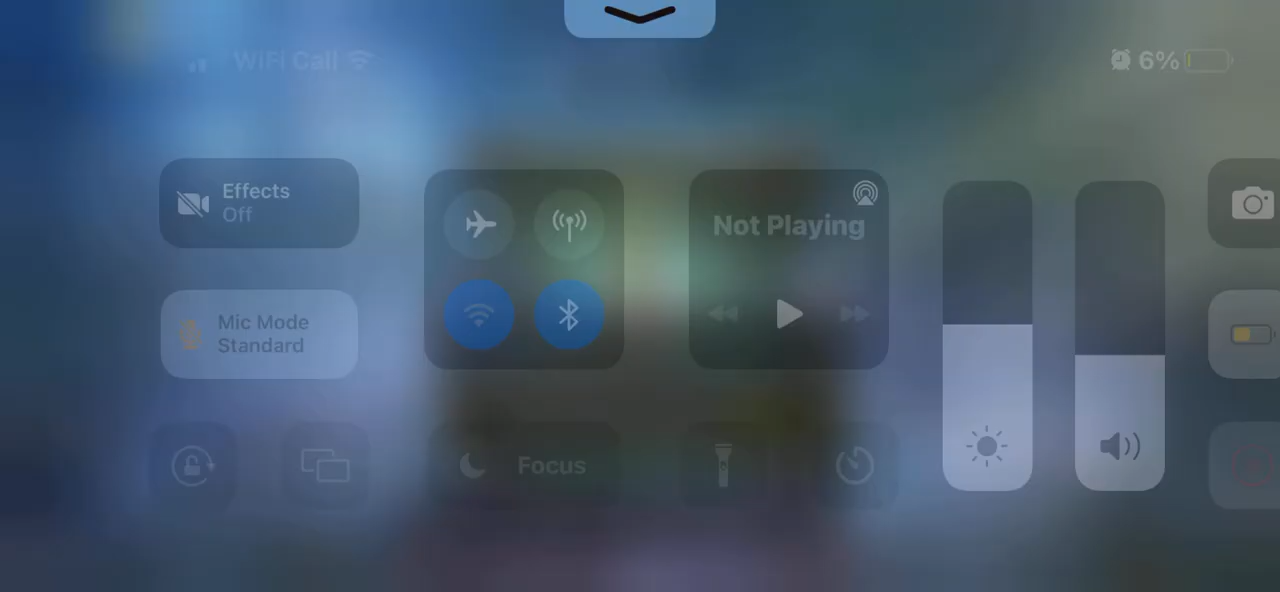 WiFi Call
6%
Effects
Off
Not Playing
Mic Mode
Standard
Focus